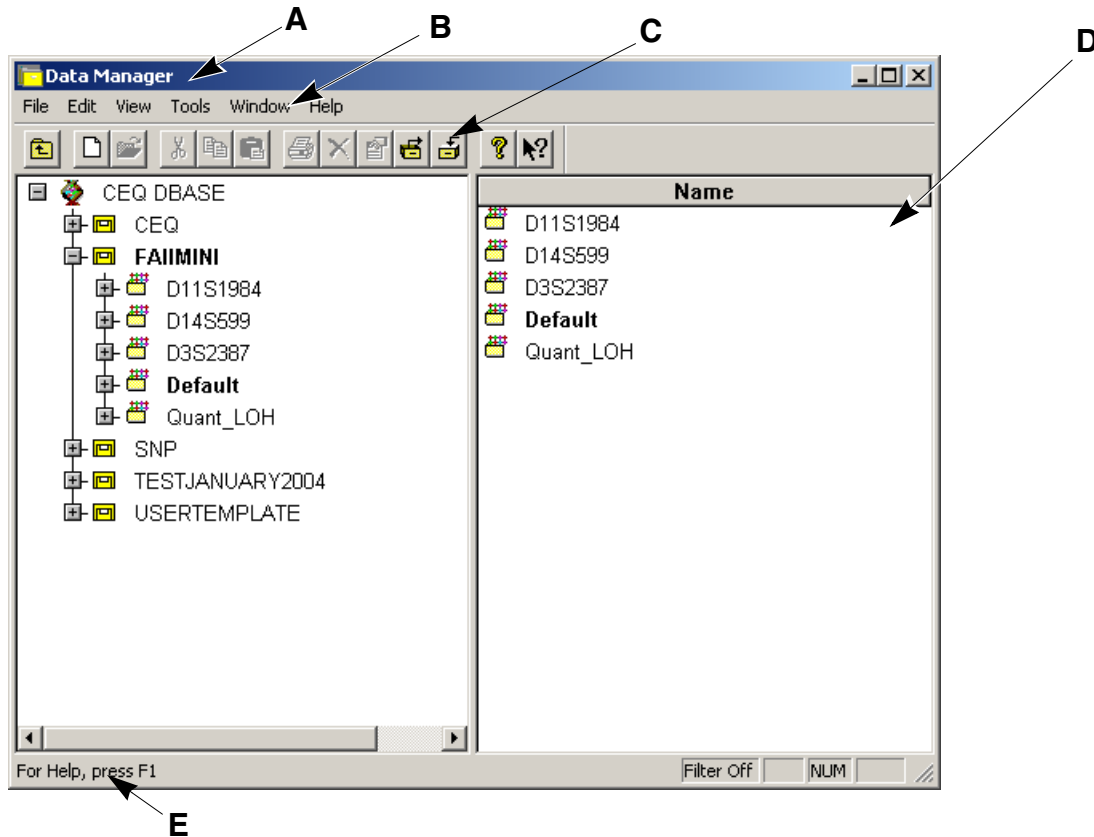 A
B
C
D
Data Manager
File Edit View Tools Window Help
CEQ DBASE
CEQ
FAIIMINI
D11S1984
D14S599
D3S2387
Default
Quant_LOH
SNP
TESTJANUARY2004
USERTEMPLATE
Name
D11S1984
D14S599
D3S2387
Default
Quant_LOH
For Help, press F1
Filter Off
NUM
E